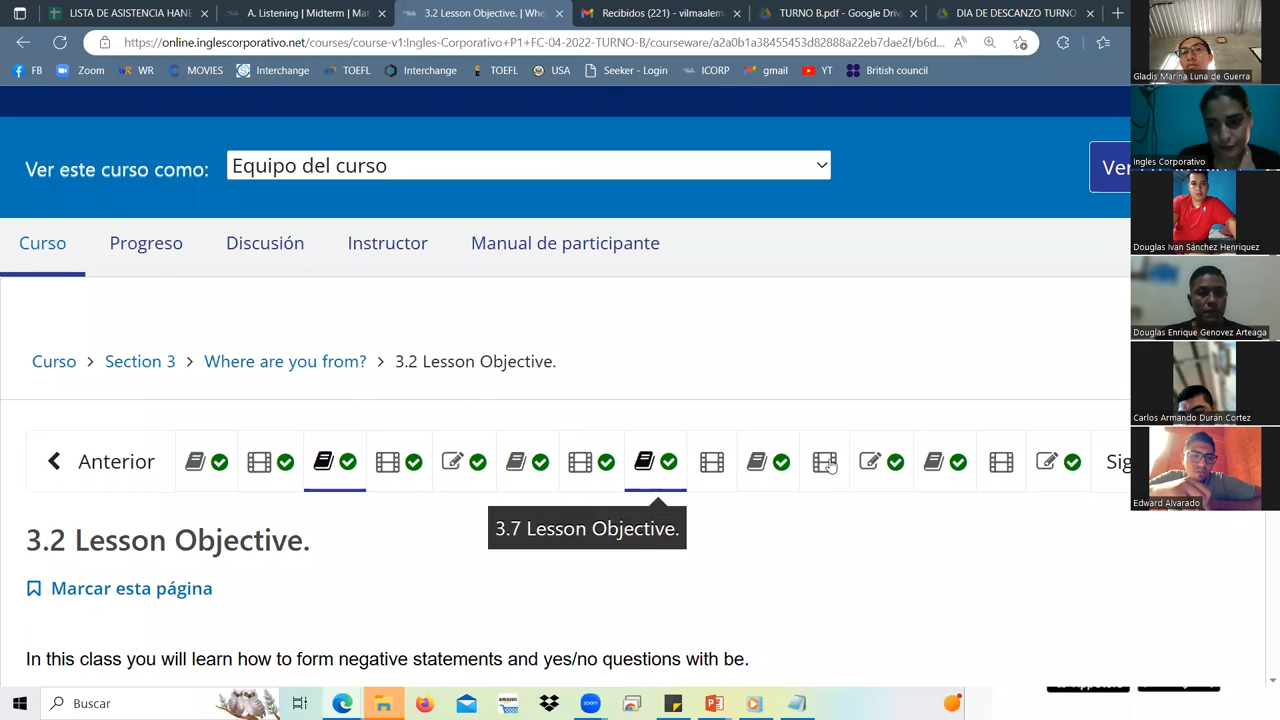 LISTA DE ASISTENCIA HANE
A. Listening | Midterm | Mat
3.2 Lesson Objective. | Whe
Recibidos (221) - vilmaalem
TURNO B.pdf - Google Driv
DIA DE DESCANZO TURNO
https://online.inglescorporativo.net/courses/course-v1:Ingles-Corporativo+P1+FC-04-2022-TURNO-B/courseware/a2a0b1a38455453d82888a22eb7dae2f/b6d...
FB
Zoom
WR
MOVIES
Interchange
TOEFL
Interchange
TOEFL
USA
Seeker - Login
ICORP
gmail
YT
British council
Ver este curso como:
Equipo del curso
Ver
Curso
Progreso
Discusión
Instructor
Manual de participante
Curso > Section 3 > Where are you from? > 3.2 Lesson Objective.
Anterior
Sig
3.7 Lesson Objective.
3.2 Lesson Objective.
Marcar esta página
In this class you will learn how to form negative statements and yes/no questions with be.
Buscar
Gladis Marina Luna de Guerra
Ingles Corporativo
Douglas Ivan Sánchez Henriquez
Douglas Enrique Genovez Arteaga
Carlos Armando Durán Cortez
Edward Alvarado